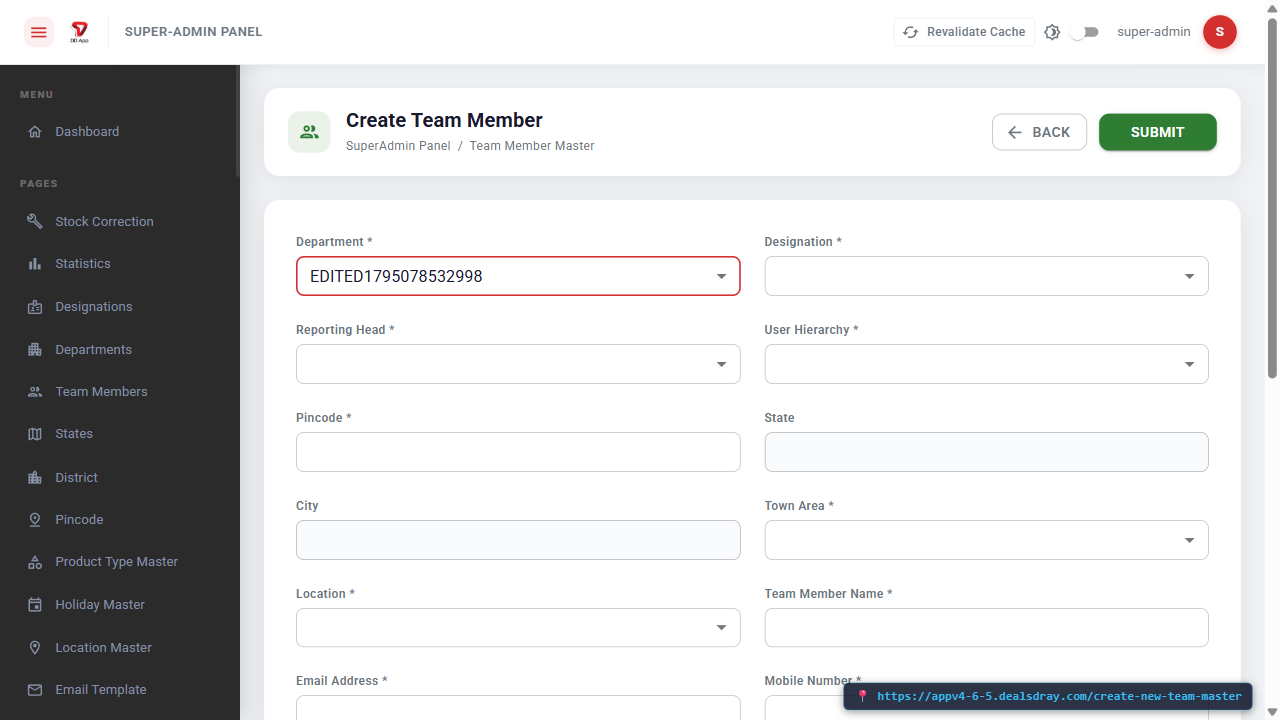 DD App
SUPER-ADMIN PANEL
Revalidate Cache
super-admin
S
MENU
Dashboard
PAGES
Stock Correction
Statistics
Designations
Departments
Team Members
States
District
Pincode
Product Type Master
Holiday Master
Location Master
Email Template
Create Team Member
SuperAdmin Panel / Team Member Master
BACK
SUBMIT
Department *
EDITED1795078532998
Designation *
Reporting Head *
User Hierarchy *
Pincode *
State
City
Town Area *
Location *
Team Member Name *
Email Address *
Mobile Number *
https://appv4-6-5.dealsdray.com/create-new-team-master